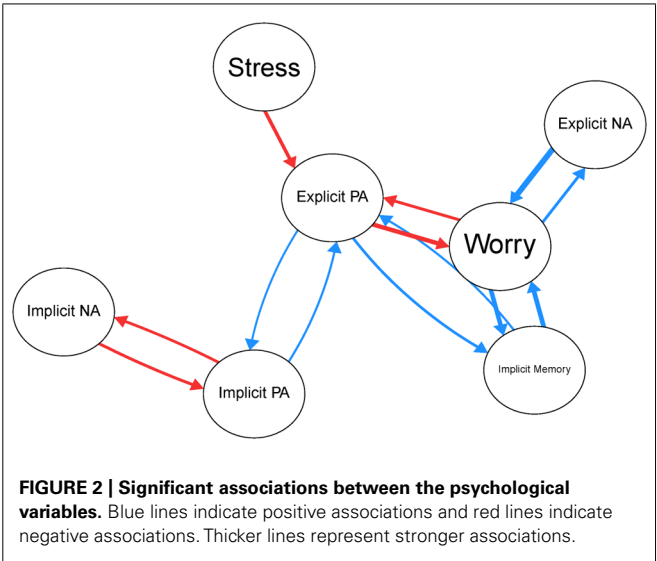 Stress
Explicit NA
Explicit PA
Worry
Implicit NA
Implicit Memory
Implicit PA
FIGURE 2 | Significant associations between the psychological
variables. Blue lines indicate positive associations and red lines indicate
negative associations. Thicker lines represent stronger associations.